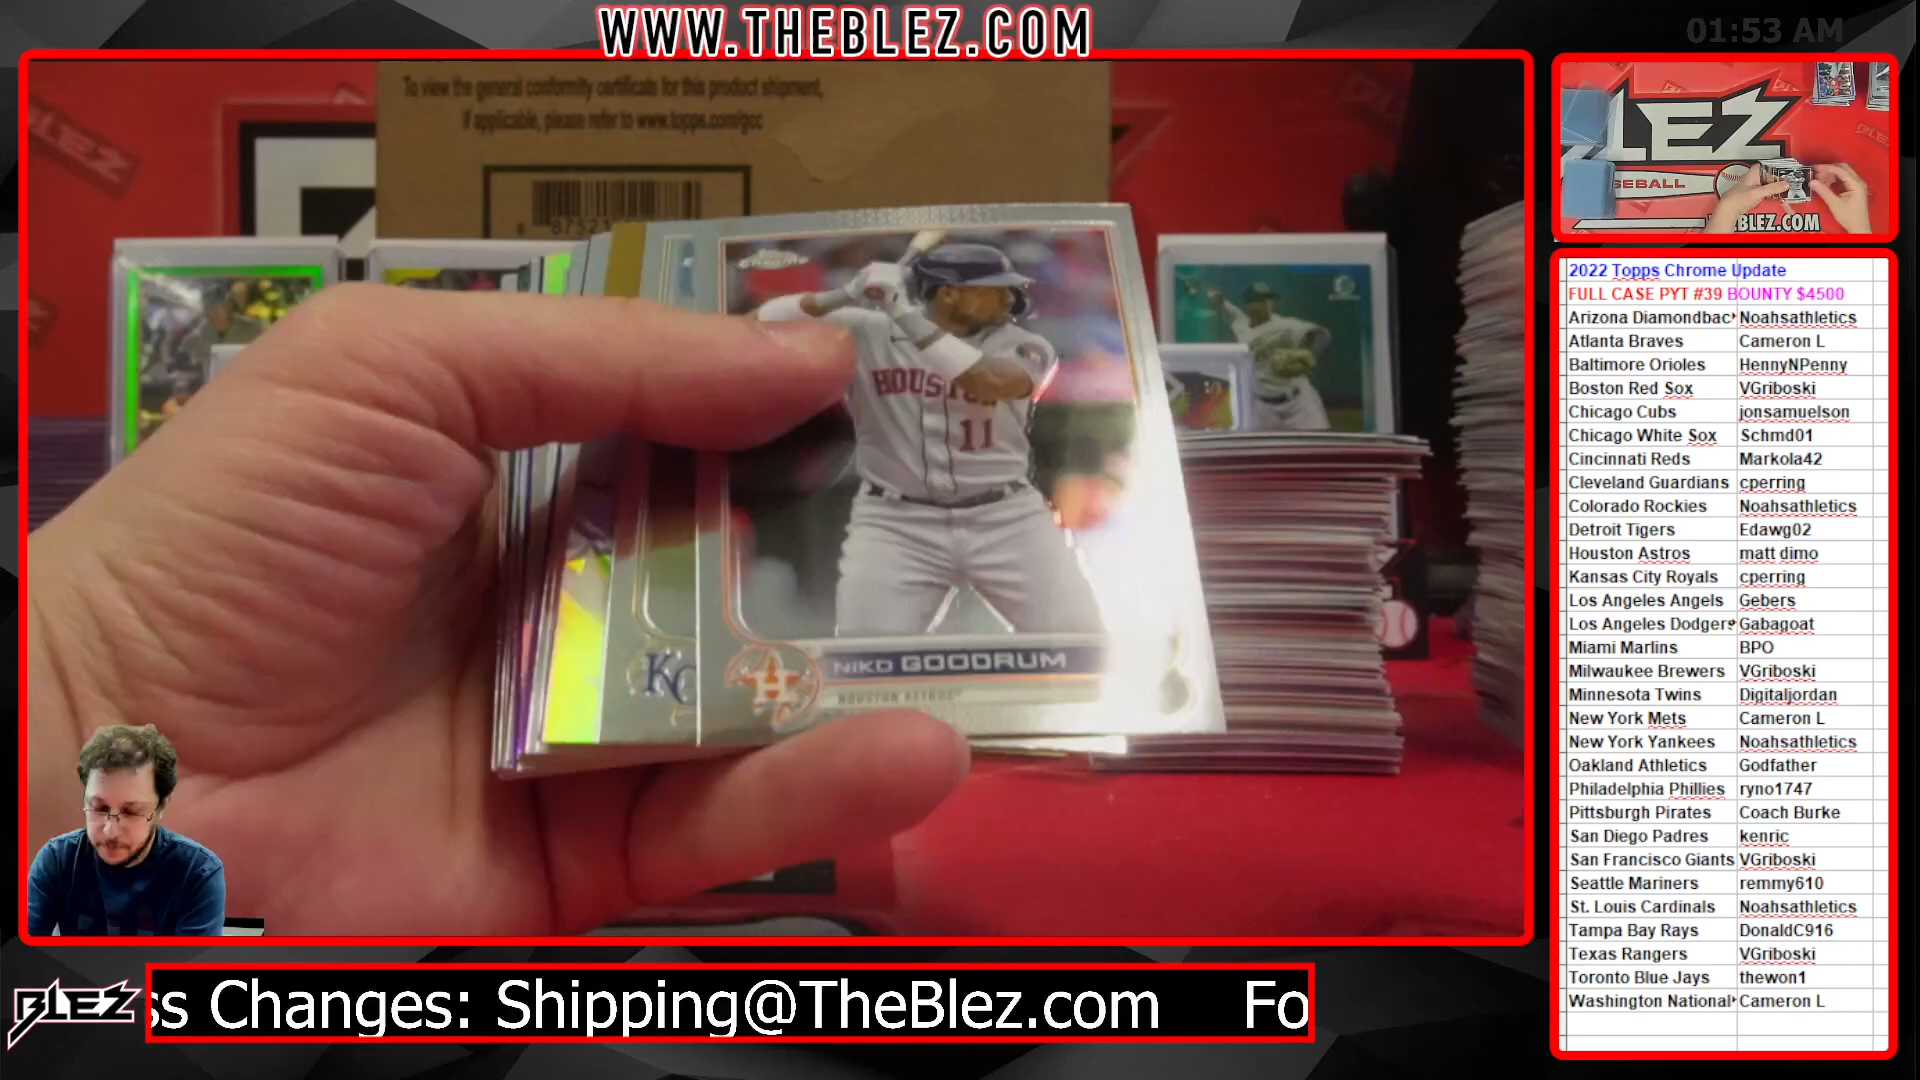 WWW.THEBLEZ.COM
01:53 AM
To view the general conformity certificate for this product shipment,
if applicable, please refer to www.topps.com/gcc
HOUSTON
11
KC
NIKO GOODRUM
HOUSTON ASTROS
BLEZ
LEZ
SEBALL
BLEZ.COM
2022 Topps Chrome Update
FULL CASE PYT #39 BOUNTY $4500
Arizona Diamondbac Noahsathletics
Atlanta Braves Cameron L
Baltimore Orioles HennyNPenny
Boston Red Sox VGriboski
Chicago Cubs jonsamuelson
Chicago White Sox Schmd01
Cincinnati Reds Markola42
Cleveland Guardians cperring
Colorado Rockies Noahsathletics
Detroit Tigers Edawg02
Houston Astros matt dimo
Kansas City Royals cperring
Los Angeles Angels Gebers
Los Angeles Dodgers Gabagoat
Miami Marlins BPO
Milwaukee Brewers VGriboski
Minnesota Twins Digitaljordan
New York Mets Cameron L
New York Yankees Noahsathletics
Oakland Athletics Godfather
Philadelphia Phillies ryno1747
Pittsburgh Pirates Coach Burke
San Diego Padres kenric
San Francisco Giants VGriboski
Seattle Mariners remmy610
St. Louis Cardinals Noahsathletics
Tampa Bay Rays DonaldC916
Texas Rangers VGriboski
Toronto Blue Jays thewon1
Washington National Cameron L
BLEZ
ss Changes: Shipping@TheBlez.com Fo